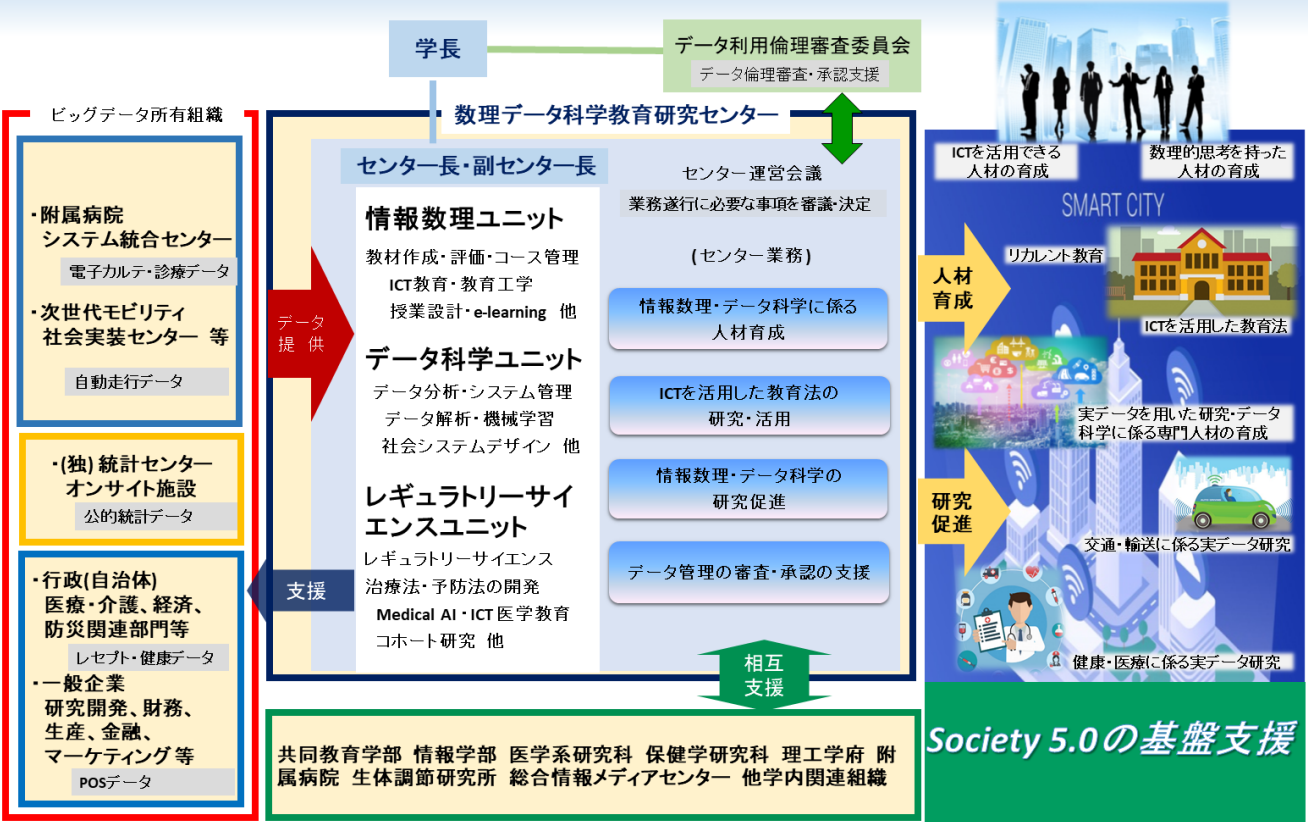 学長
データ利用倫理審査委員会
データ倫理審査・承認支援
ビッグデータ所有組織
・附属病院
システム統合センター
電子カルテ・診療データ
・次世代モビリティ
社会実装センター 等
自動走行データ
・(独) 統計センター
オンサイト施設
公的統計データ
・行政(自治体)
医療・介護、経済、
防災関連部門等
レセプト・健康データ
・一般企業
研究開発、財務、
生産、金融、
マーケティング 等
POSデータ
データ
提 供
支援
数理データ科学教育研究センター
センター長・副センター長
情報数理ユニット
教材作成・評価・コース管理
ICT教育・教育工学
授業設計・e-learning 他
データ科学ユニット
データ分析・システム管理
データ解析・機械学習
社会システムデザイン 他
レギュラトリーサイ
エンスユニット
レギュラトリーサイエンス
治療法・予防法の開発
Medical AI・ICT 医学教育
コホート研究 他
センター運営会議
業務遂行に必要な事項を審議・決定
(センター業務)
情報数理・データ科学に係る
人材育成
ICTを活用した教育法の
研究・活用
情報数理・データ科学の
研究促進
データ管理の審査・承認の支援
相互
支援
共同教育学部 情報学部 医学系研究科 保健学研究科 理工学府 附
属病院 生体調節研究所 総合情報メディアセンター 他学内関連組織
人材
育成
研究
促進
ICTを活用できる
人材の育成
数理的思考を持った
人材の育成
SMART CITY
リカレント教育
ICTを活用した教育法
実データを用いた研究・データ
科学に係る専門人材の育成
交通・輸送に係る実データ研究
健康・医療に係る実データ研究
Society 5.0の基盤支援